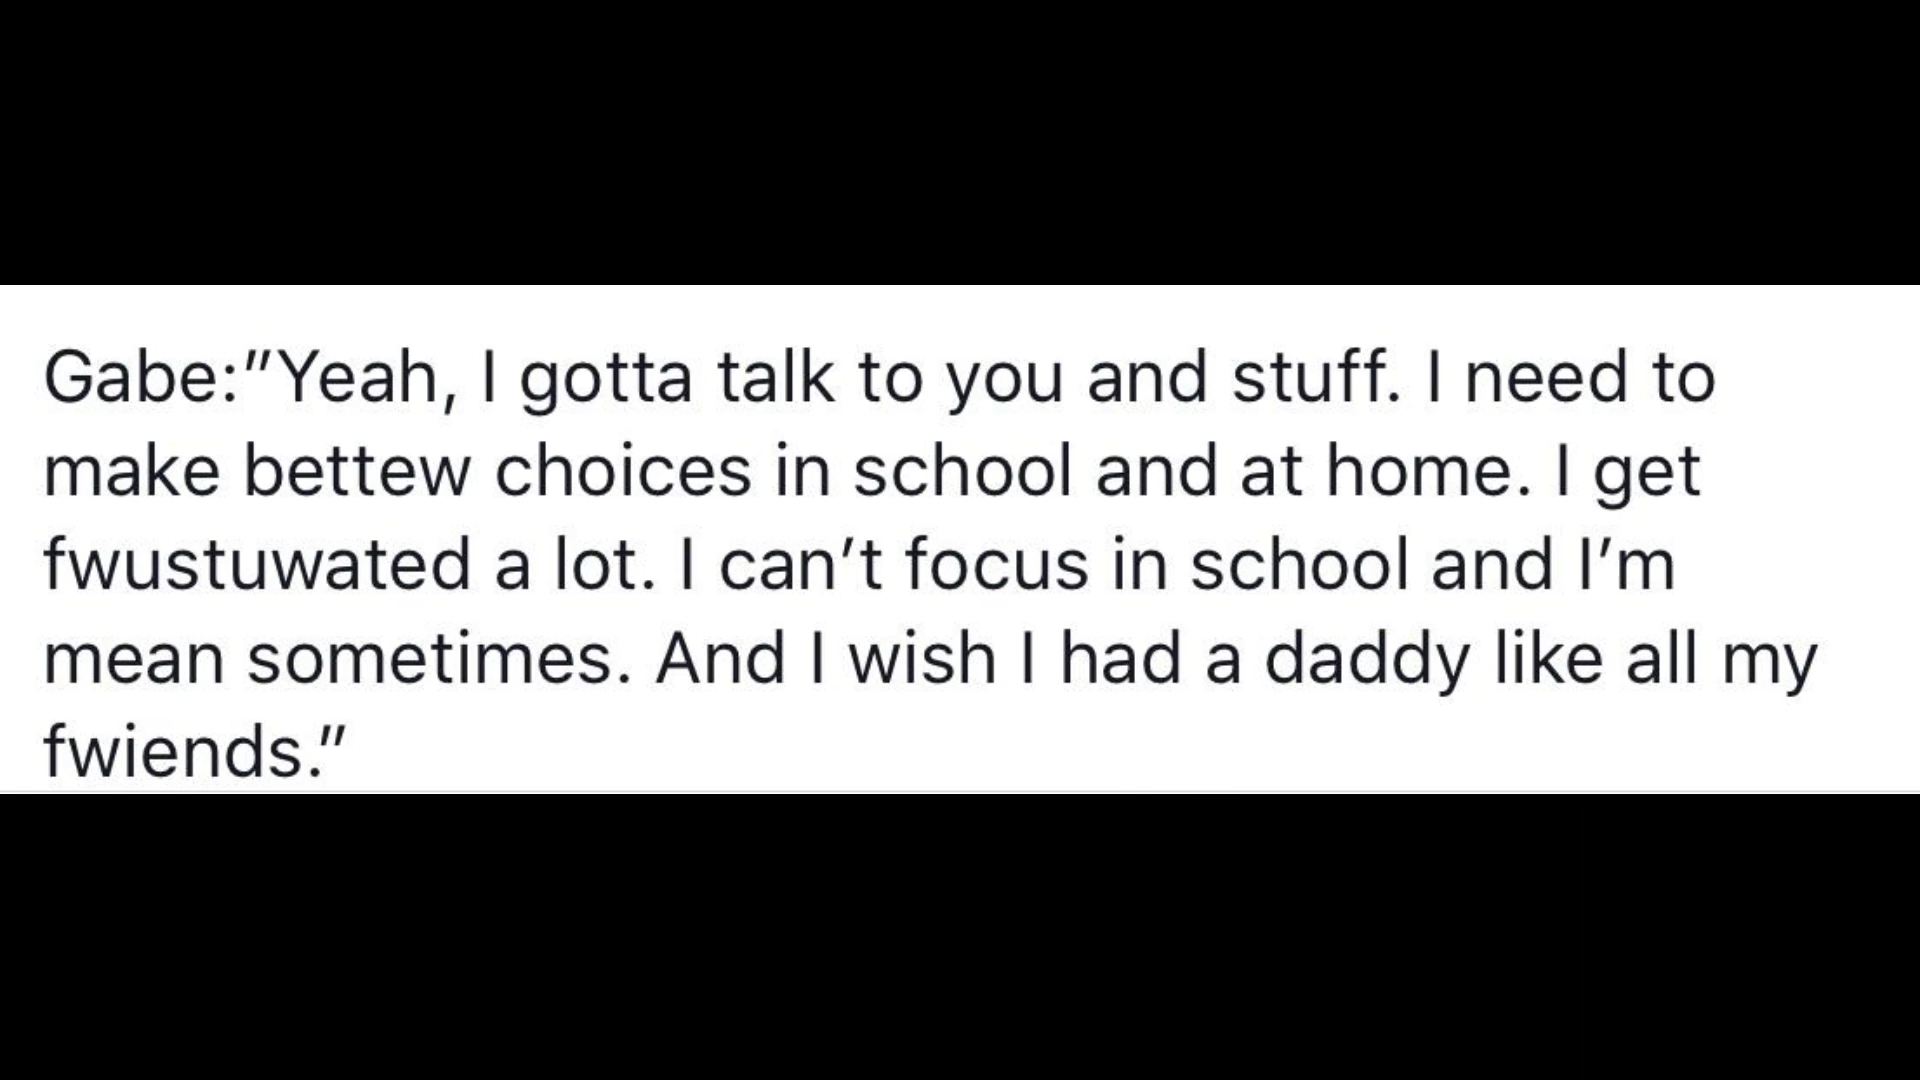 Gabe:"Yeah, I gotta talk to you and stuff. I need to
make bettew choices in school and at home. I get
fwustuwated a lot. I can’t focus in school and I’m
mean sometimes. And I wish I had a daddy like all my
fwiends."